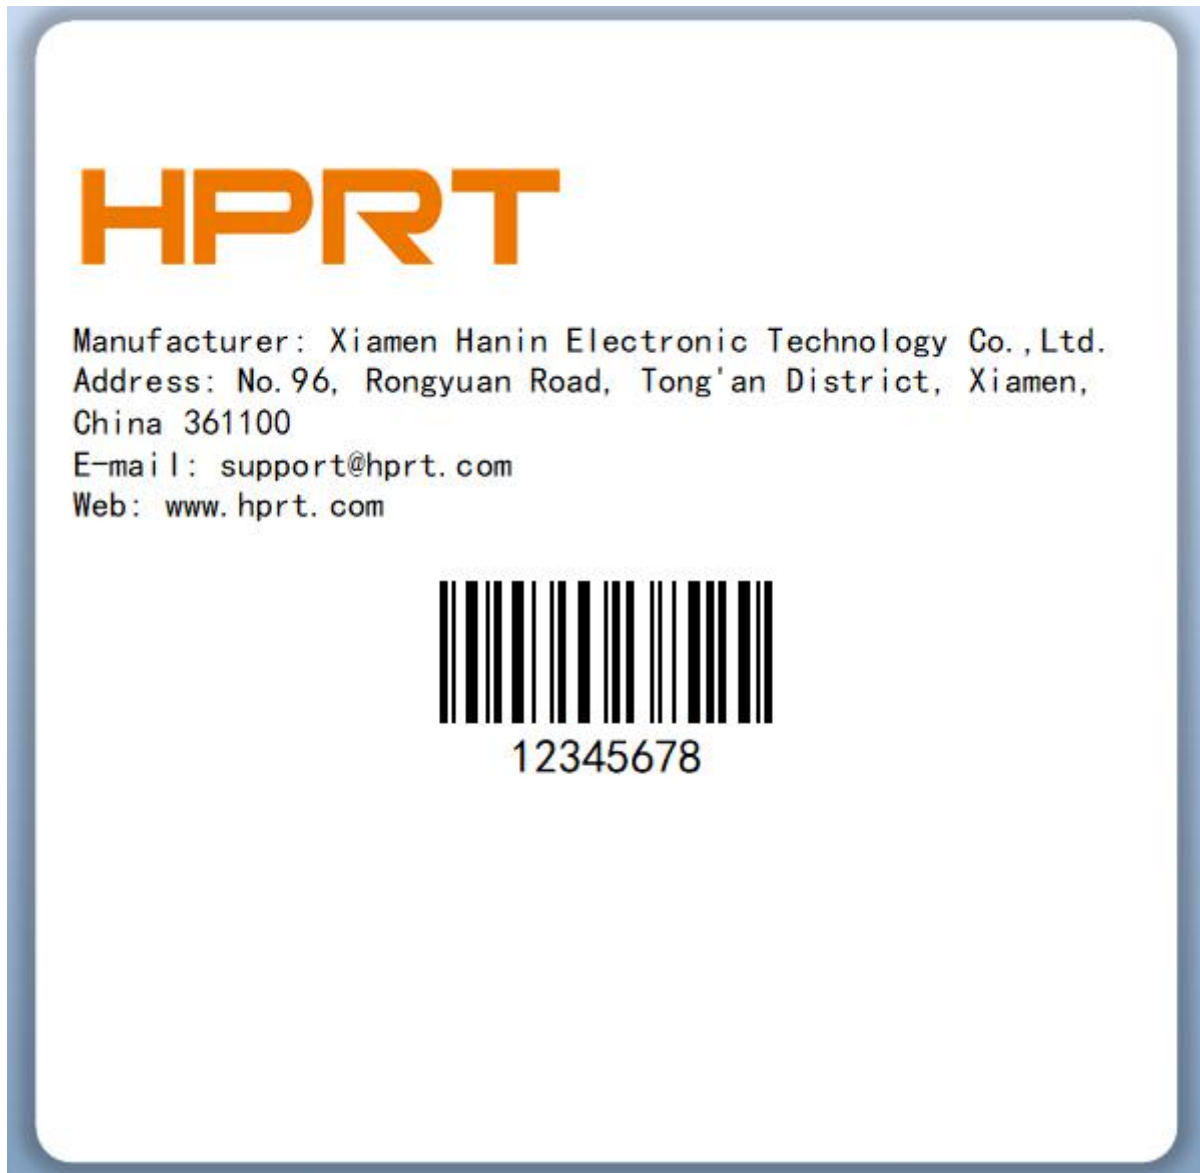 HPRT
Manufacturer: Xiamen Hanin Electronic Technology Co.,Ltd.
Address: No.96, Rongyuan Road, Tong'an District, Xiamen,
China 361100
E-mail: support@hprt.com
Web: www.hprt.com
12345678